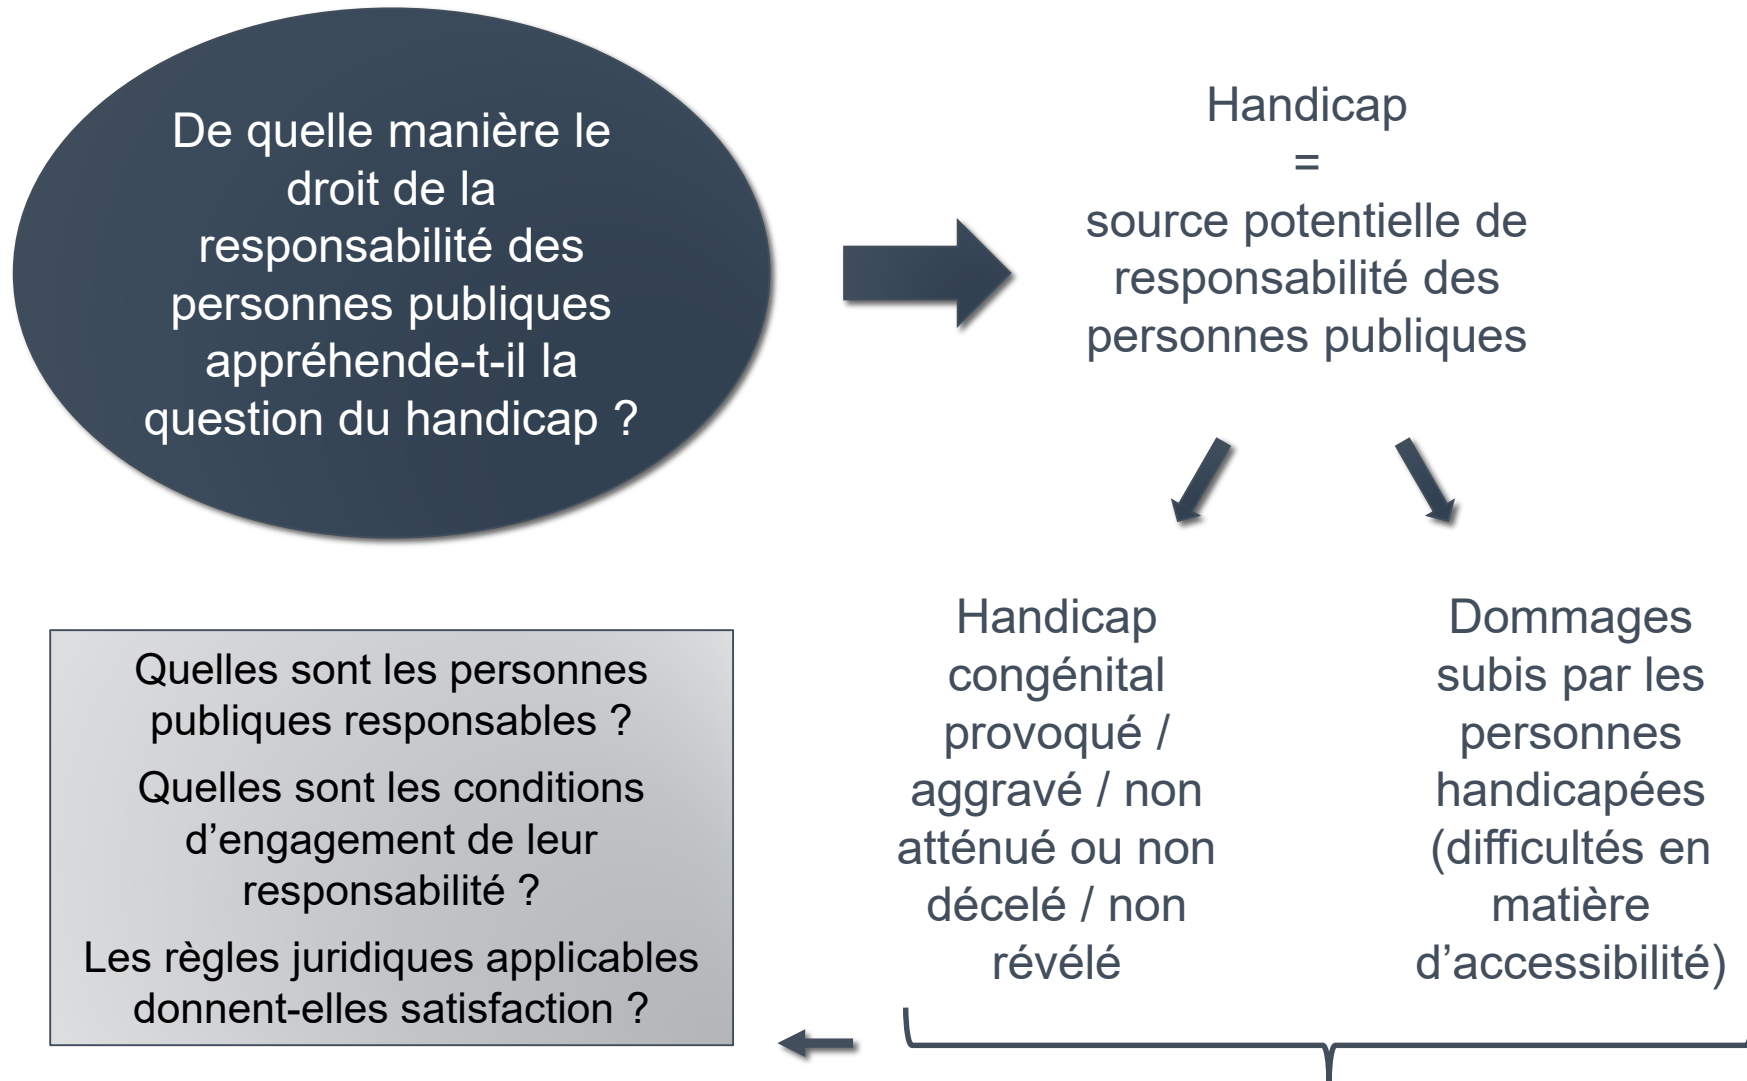 De quelle manière le
droit de la
responsabilité des
personnes publiques
appréhende-t-il la
question du handicap ?
Handicap
=
source potentielle de
responsabilité des
personnes publiques
Handicap
congénital
provoqué /
aggravé / non
atténué ou non
décelé / non
révélé
Dommages
subis par les
personnes
handicapées
(difficultés en
matière
d’accessibilité)
Quelles sont les personnes
publiques responsables ?
Quelles sont les conditions
d’engagement de leur
responsabilité ?
Les règles juridiques applicables
donnent-elles satisfaction ?